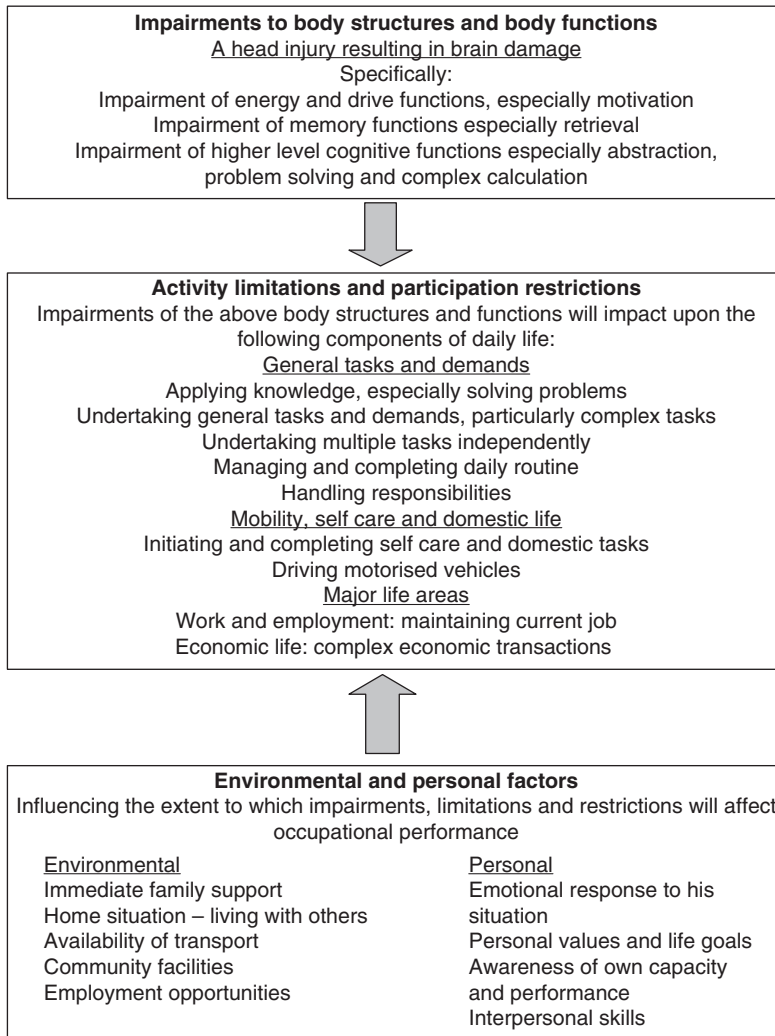 Impairments to body structures and body functions
A head injury resulting in brain damage
Specifically:
Impairment of energy and drive functions, especially motivation
Impairment of memory functions especially retrieval
Impairment of higher level cognitive functions especially abstraction,
problem solving and complex calculation
Activity limitations and participation restrictions
Impairments of the above body structures and functions will impact upon the
following components of daily life:
General tasks and demands
Applying knowledge, especially solving problems
Undertaking general tasks and demands, particularly complex tasks
Undertaking multiple tasks independently
Managing and completing daily routine
Handling responsibilities
Mobility, self care and domestic life
Initiating and completing self care and domestic tasks
Driving motorised vehicles
Major life areas
Work and employment: maintaining current job
Economic life: complex economic transactions
Environmental and personal factors
Influencing the extent to which impairments, limitations and restrictions will affect
occupational performance
Environmental
Immediate family support
Home situation – living with others
Availability of transport
Community facilities
Employment opportunities
Personal
Emotional response to his
situation
Personal values and life goals
Awareness of own capacity
and performance
Interpersonal skills